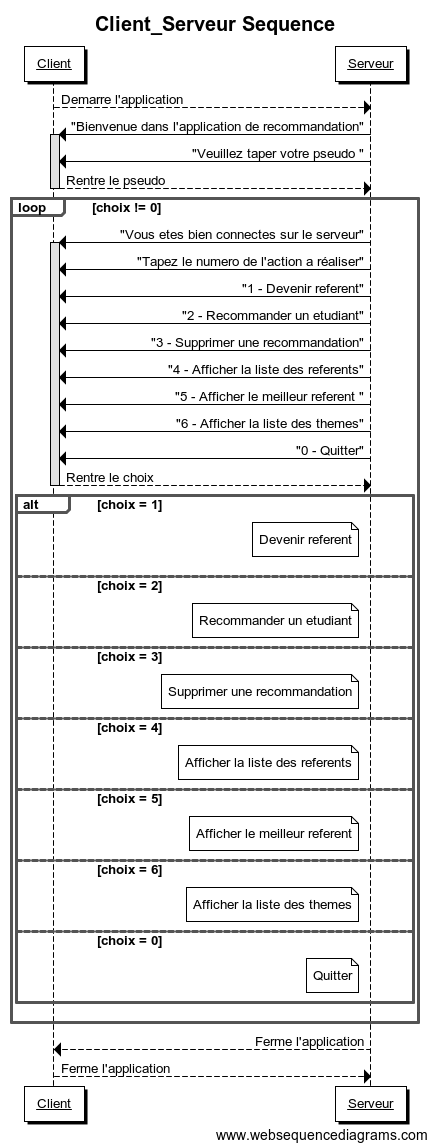 Client_Serveur Sequence
Client
Serveur
Demarre l'application
"Bienvenue dans l'application de recommandation"
"Veuillez taper votre pseudo "
Rentre le pseudo
loop
[choix != 0]
"Vous etes bien connectes sur le serveur"
"Tapez le numero de l'action a réaliser"
"1 - Devenir referent"
"2 - Recommander un etudiant"
"3 - Supprimer une recommandation"
"4 - Afficher la liste des referents"
"5 - Afficher le meilleur referent "
"6 - Afficher la liste des themes"
"0 - Quitter"
Rentre le choix
alt
[choix = 1]
Devenir referent
[choix = 2]
Recommander un etudiant
[choix = 3]
Supprimer une recommandation
[choix = 4]
Afficher la liste des referents
[choix = 5]
Afficher le meilleur referent
[choix = 6]
Afficher la liste des themes
[choix = 0]
Quitter
Ferme l'application
Ferme l'application
Client
Serveur
www.websequencediagrams.com